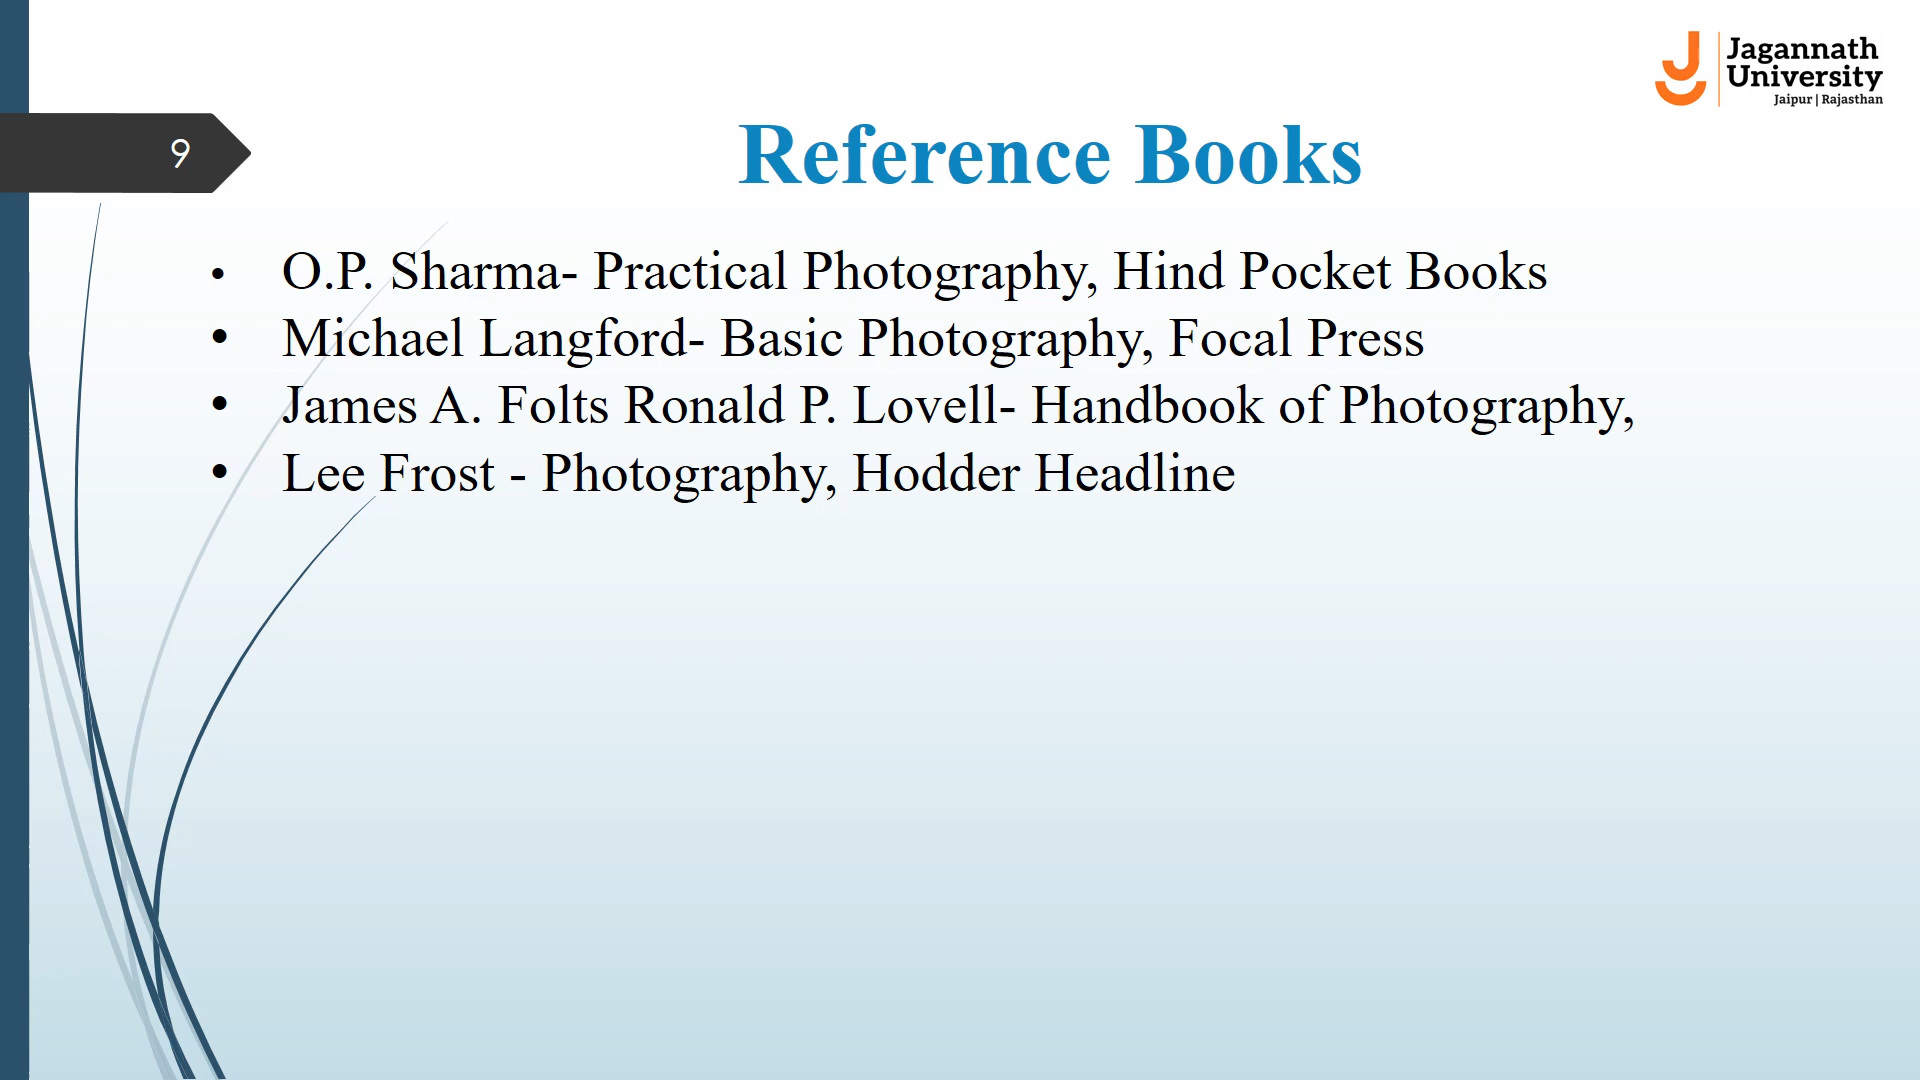 Jagannath
University
Jaipur | Rajasthan
9
Reference Books
• O.P. Sharma- Practical Photography, Hind Pocket Books
• Michael Langford- Basic Photography, Focal Press
• James A. Folts Ronald P. Lovell- Handbook of Photography,
• Lee Frost - Photography, Hodder Headline